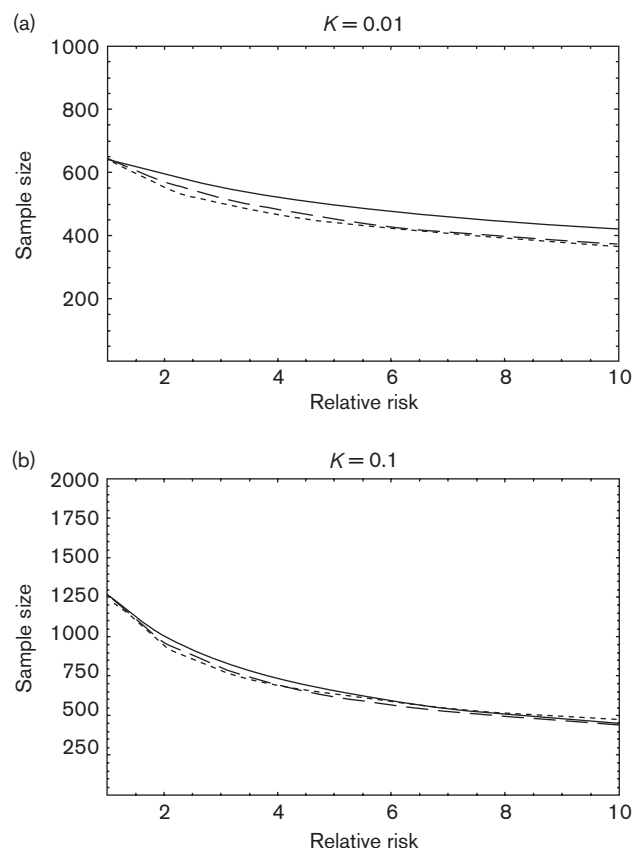 (a)
K = 0.01
1000
800
600
400
200
Sample size
2 4 6 8 10
Relative risk
(b)
K = 0.1
2000
1750
1500
1250
1000
750
500
250
Sample size
2 4 6 8 10
Relative risk